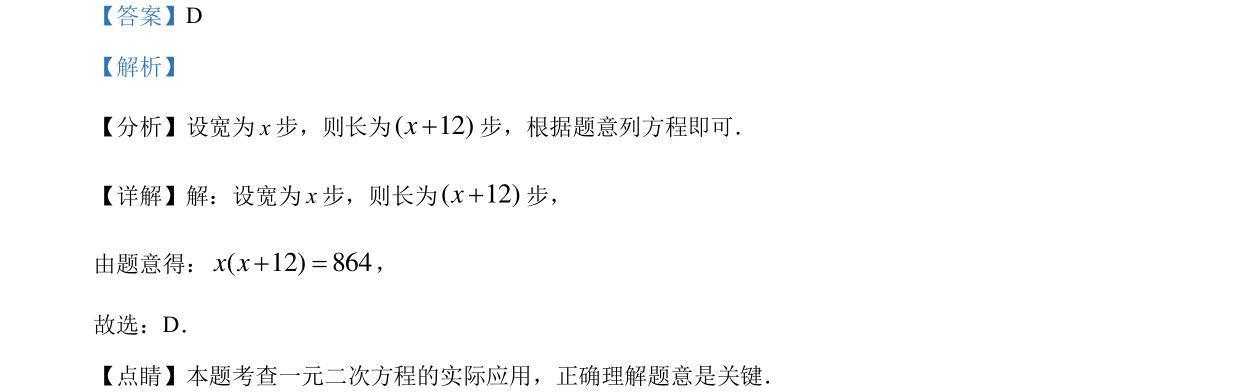 【答案】D
【解析】
【分析】设宽为 x 步，则长为 (x+12) 步，根据题意列方程即可．
【详解】解：设宽为 x 步，则长为 (x+12) 步，
由题意得： x(x+12) = 864，
故选：D．
【点睛】本题考查一元二次方程的实际应用，正确理解题意是关键．